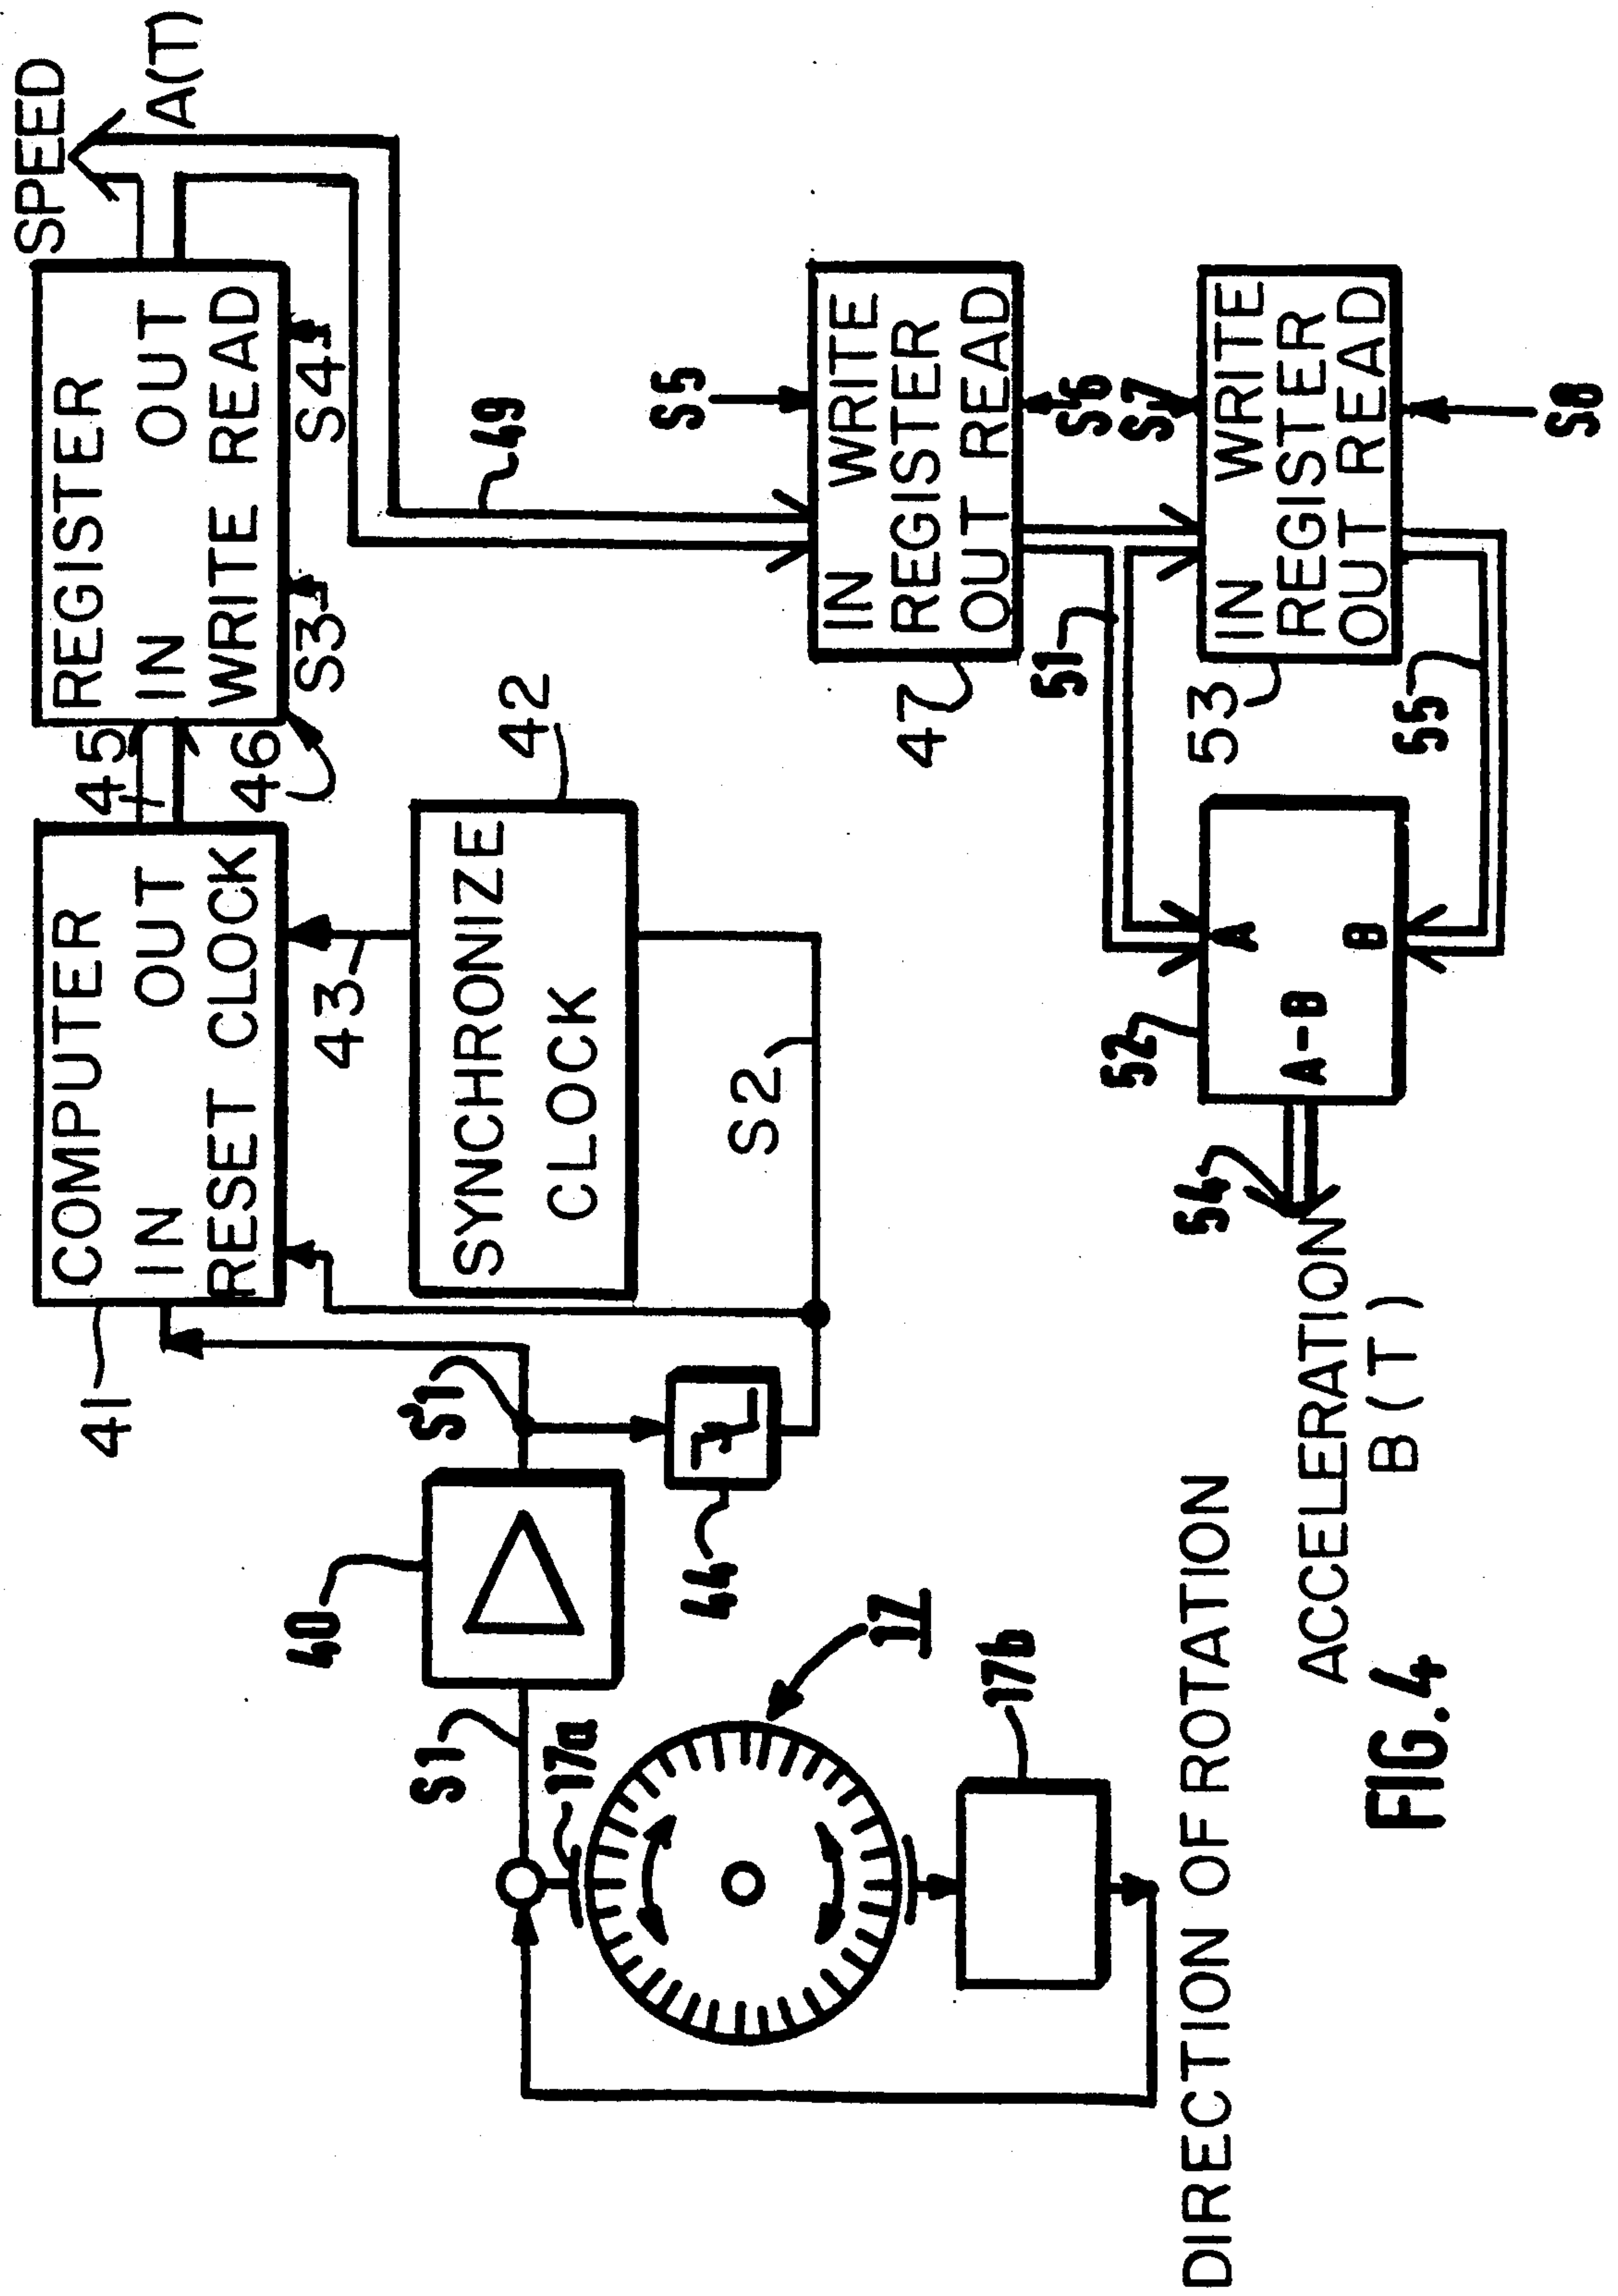 SPEED
A(T)
COMPUTER
IN OUT
RESET CLOCK
41
45
46
REGISTER
IN OUT
WRITE READ
S3
S4
43
SYNCHRONIZE
CLOCK
42
S2
40
S1
S'1
44
17a
17
17b
DIRECTION OF ROTATION
49
S5
IN WRITE
REGISTER
OUT READ
47
S6
S7
51
IN WRITE
REGISTER
OUT READ
53
S8
55
A
B
A-B
52
54
ACCELERATION
B(T)
FIG. 4